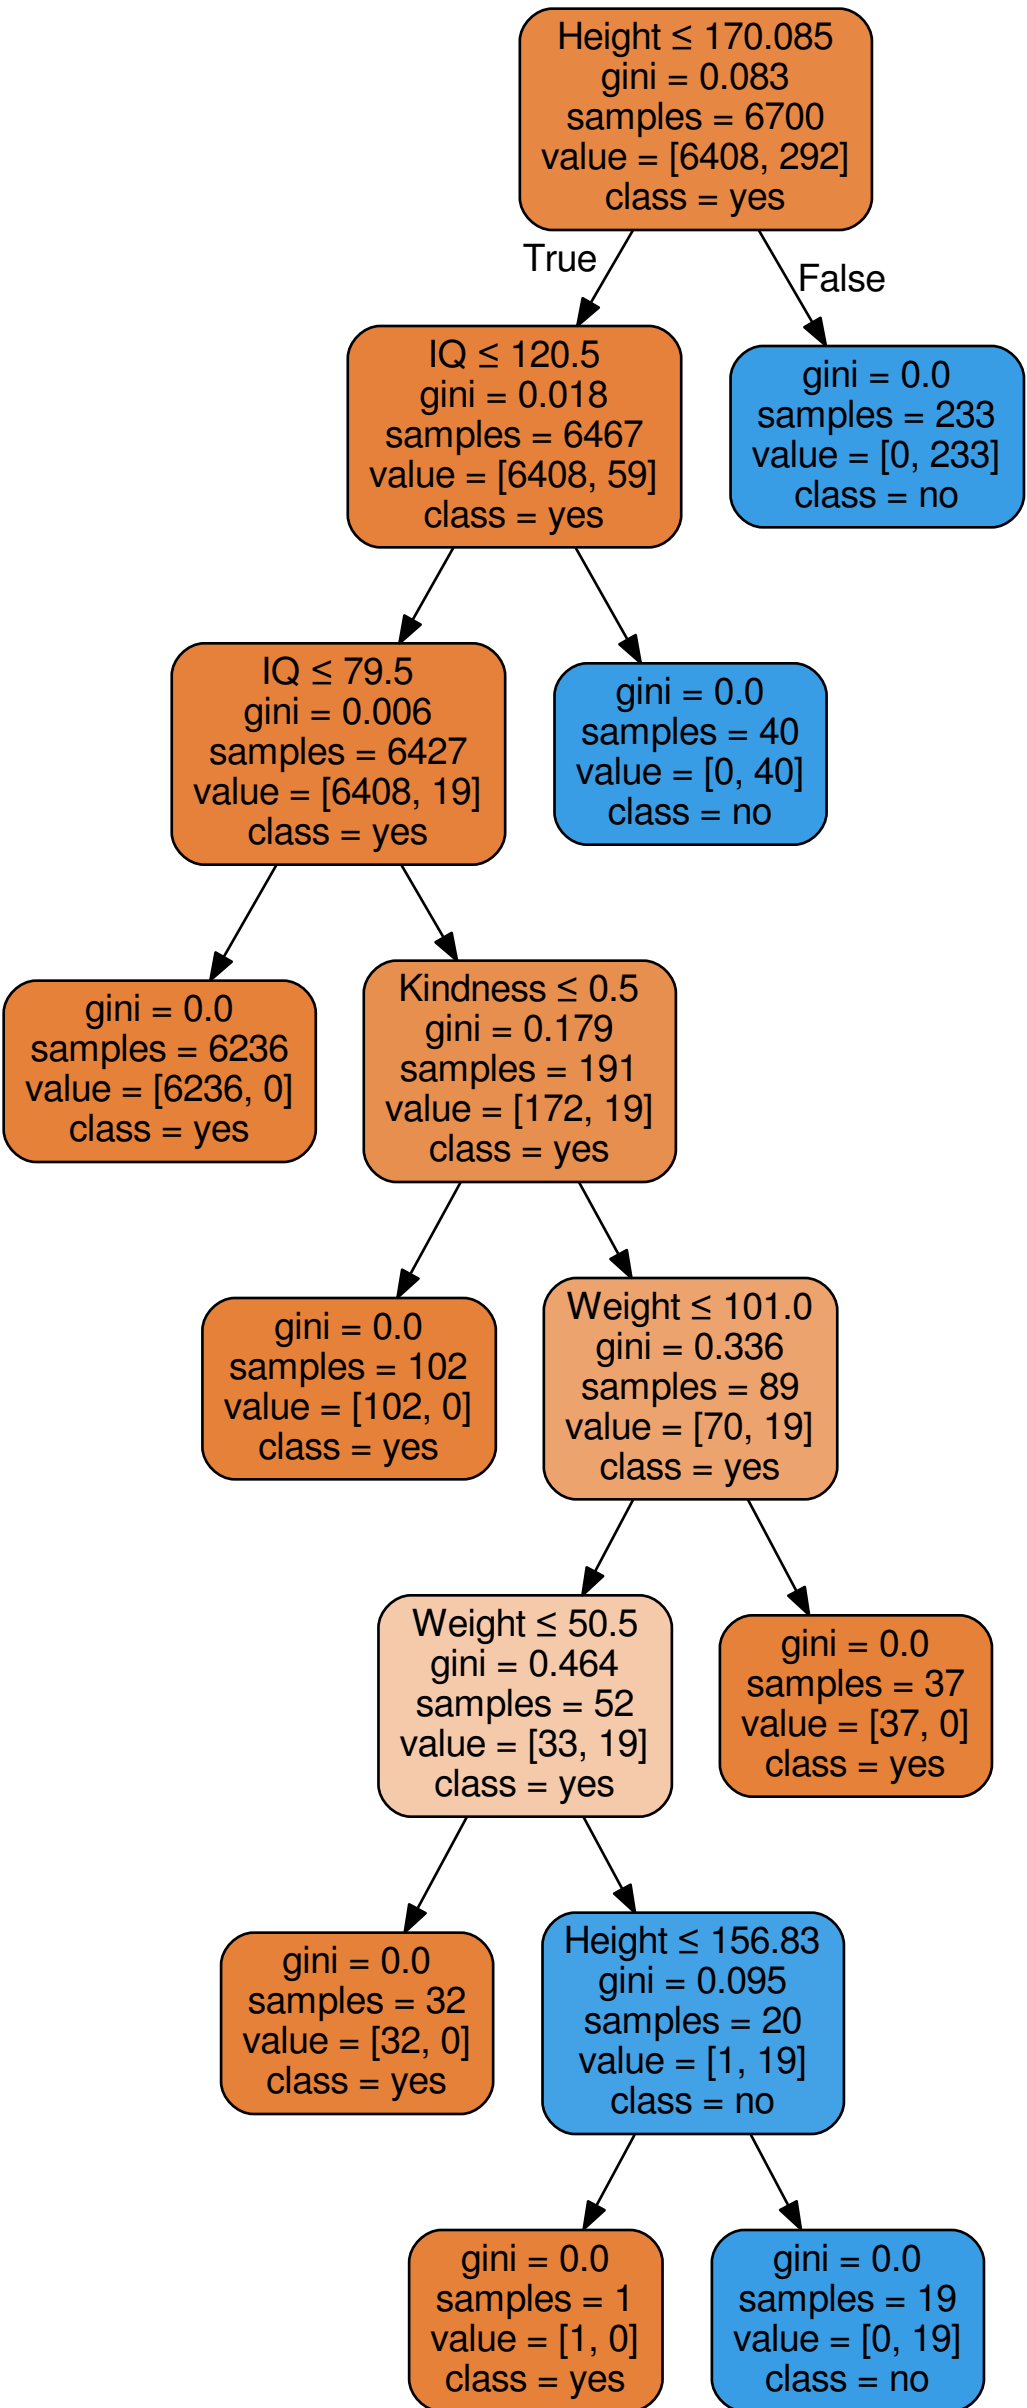 Height ≤ 170.085
gini = 0.083
samples = 6700
value = [6408, 292]
class = yes
True
False
IQ ≤ 120.5
gini = 0.018
samples = 6467
value = [6408, 59]
class = yes
gini = 0.0
samples = 233
value = [0, 233]
class = no
IQ ≤ 79.5
gini = 0.006
samples = 6427
value = [6408, 19]
class = yes
gini = 0.0
samples = 40
value = [0, 40]
class = no
gini = 0.0
samples = 6236
value = [6236, 0]
class = yes
Kindness ≤ 0.5
gini = 0.179
samples = 191
value = [172, 19]
class = yes
gini = 0.0
samples = 102
value = [102, 0]
class = yes
Weight ≤ 101.0
gini = 0.336
samples = 89
value = [70, 19]
class = yes
Weight ≤ 50.5
gini = 0.464
samples = 52
value = [33, 19]
class = yes
gini = 0.0
samples = 37
value = [37, 0]
class = yes
gini = 0.0
samples = 32
value = [32, 0]
class = yes
Height ≤ 156.83
gini = 0.095
samples = 20
value = [1, 19]
class = no
gini = 0.0
samples = 1
value = [1, 0]
class = yes
gini = 0.0
samples = 19
value = [0, 19]
class = no